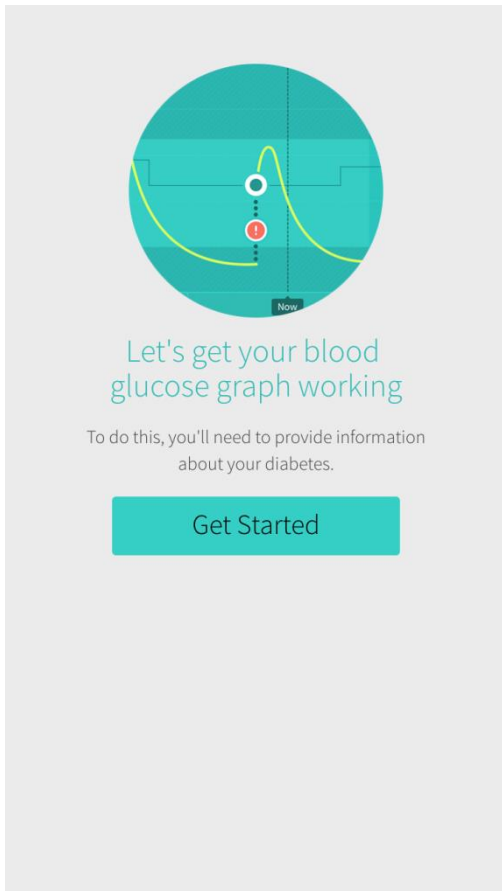 Now
Let's get your blood
glucose graph working
To do this, you'll need to provide information
about your diabetes.
Get Started